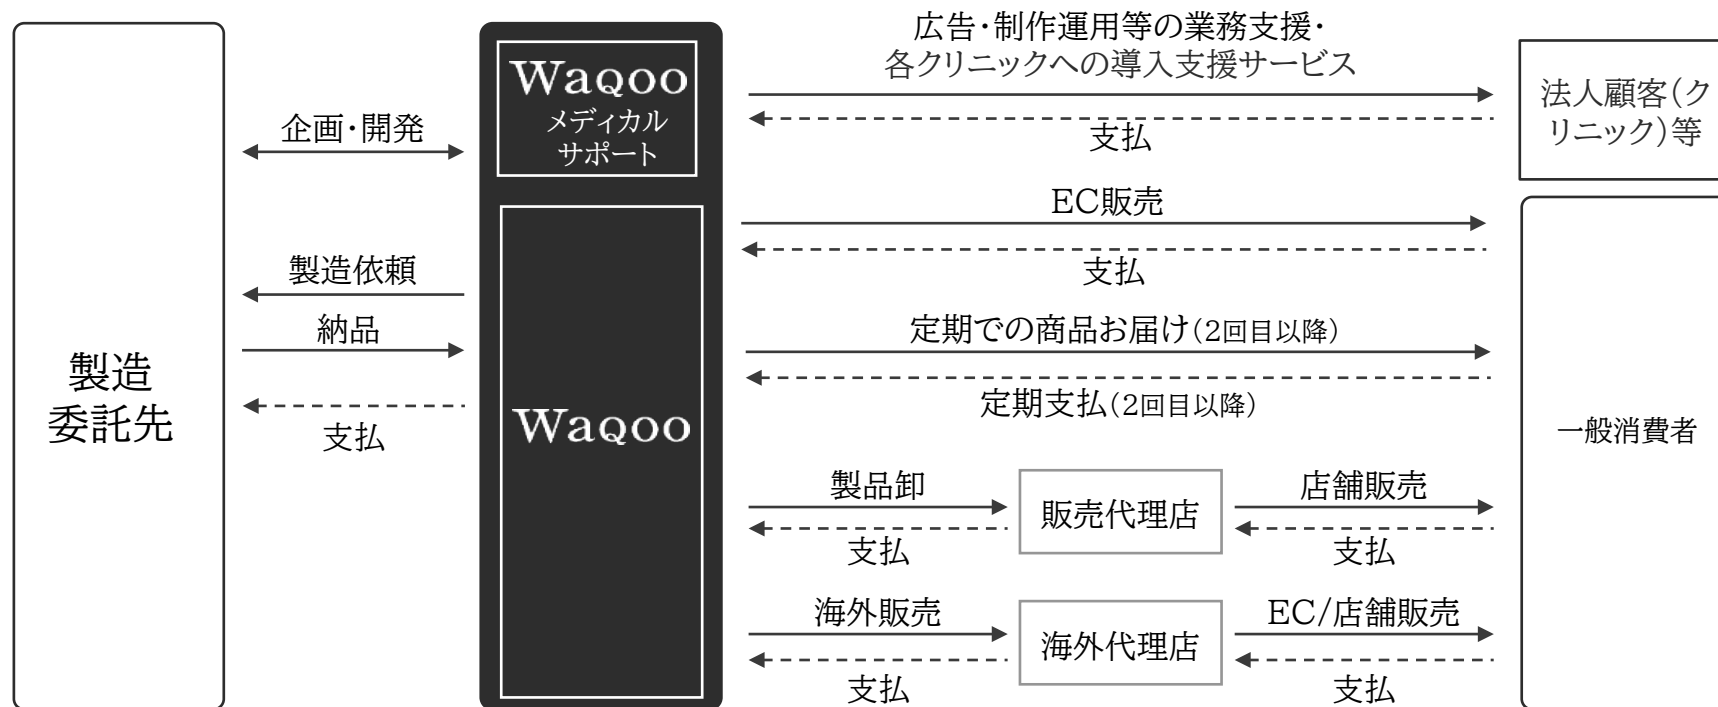 広告・制作運用等の業務支援・
各クリニックへの導入支援サービス
支払
Waqoo
メディカル
サポート
法人顧客（ク
リニック）等
企画・開発
EC販売
支払
製造依頼
納品
支払
定期での商品お届け（2回目以降）
定期支払（2回目以降）
製造
委託先
Waqoo
一般消費者
製品卸
支払
販売代理店
店舗販売
支払
海外販売
支払
海外代理店
EC/店舗販売
支払